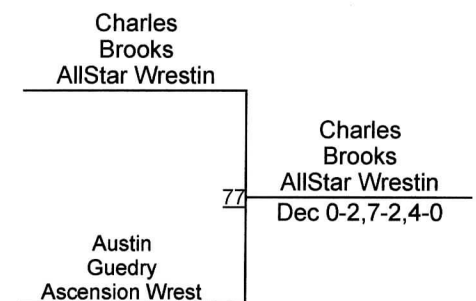 Charles
Brooks
AllStar Wrestin
Charles
Brooks
AllStar Wrestin
77
Dec 0-2,7-2,4-0
Austin
Guedry
Ascension Wrest